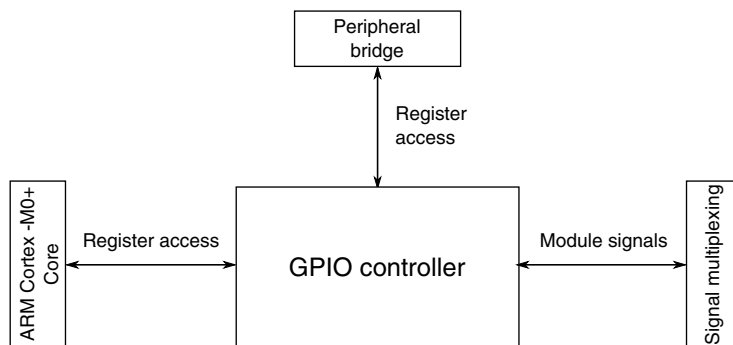 Peripheral
bridge
Register
access
ARM Cortex -M0+
Core
Register access
GPIO controller
Module signals
Signal multiplexing